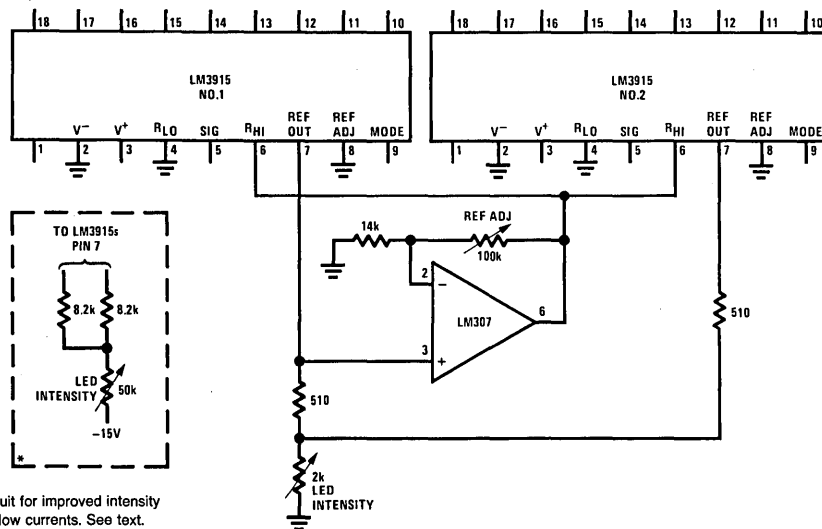 18 17 16 15 14 13 12 11 10
LM3915
NO.1
V− V+ RLO SIG RHI REF OUT REF ADJ MODE
1 2 3 4 5 6 7 8 9
18 17 16 15 14 13 12 11 10
LM3915
NO.2
V− V+ RLO SIG RHI REF OUT REF ADJ MODE
1 2 3 4 5 6 7 8 9
TO LM3915s
PIN 7
8.2k 8.2k
LED
INTENSITY
50k
−15V
*
14k
REF ADJ
100k
2
−
LM307
6
3
+
510
510
2k
LED
INTENSITY
uit for improved intensity
low currents. See text.